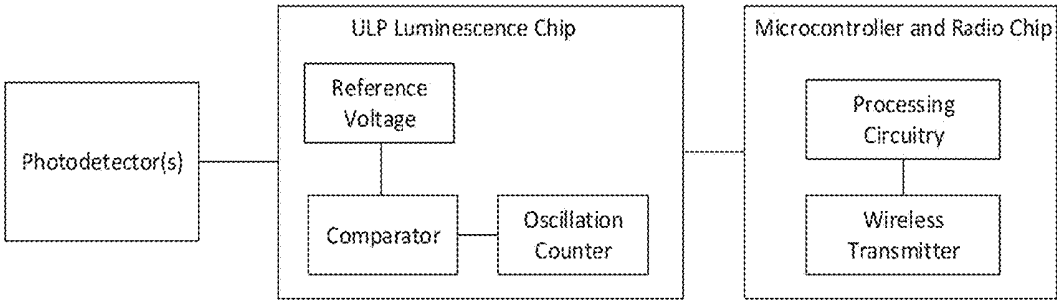 ULP Luminescence Chip
Microcontroller and Radio Chip
Photodetector(s)
Reference
Voltage
Comparator
Oscillation
Counter
Processing
Circuitry
Wireless
Transmitter